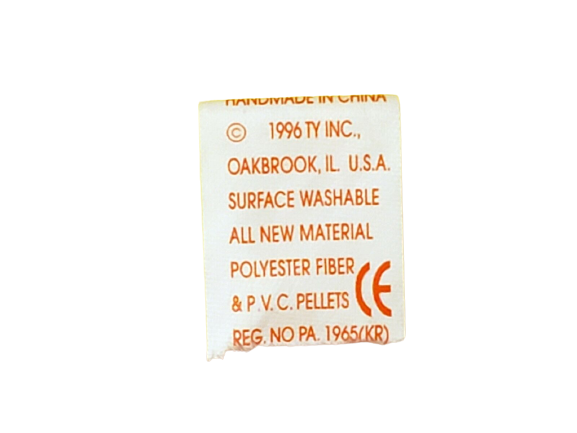 HANDMADE IN CHINA
© 1996 TY INC.,
OAKBROOK, IL. U.S.A.
SURFACE WASHABLE
ALL NEW MATERIAL
POLYESTER FIBER
& P.V.C. PELLETS CE
REG. NO PA. 1965(KR)